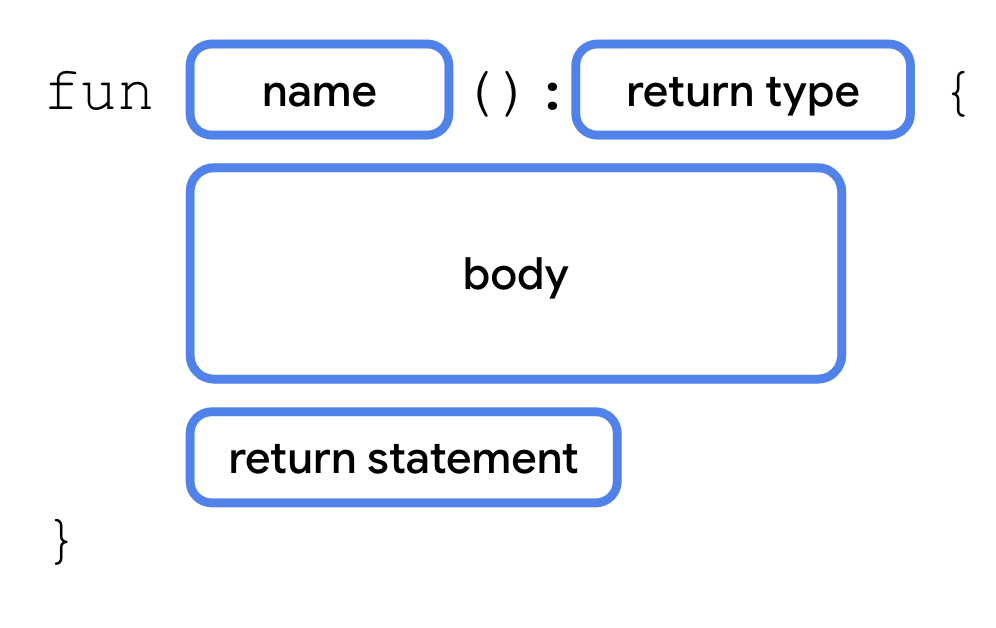 fun name () : return type {
body
return statement
}